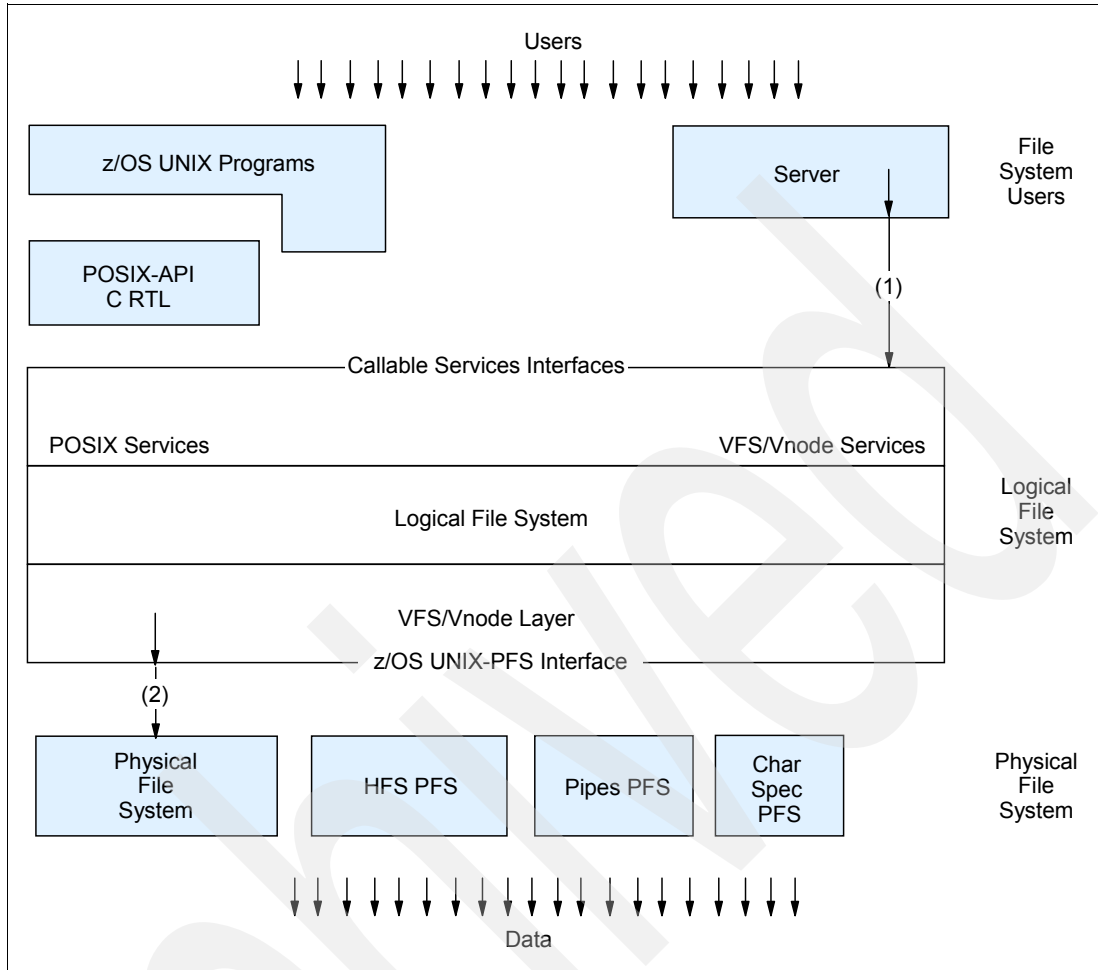 Users
z/OS UNIX Programs
Server
File
System
Users
POSIX-API
C RTL
(1)
Callable Services Interfaces
POSIX Services
VFS/Vnode Services
Logical File System
Logical
File
System
VFS/Vnode Layer
z/OS UNIX-PFS Interface
(2)
Physical
File
System
HFS PFS
Pipes PFS
Char
Spec
PFS
Physical
File
System
Data
hived